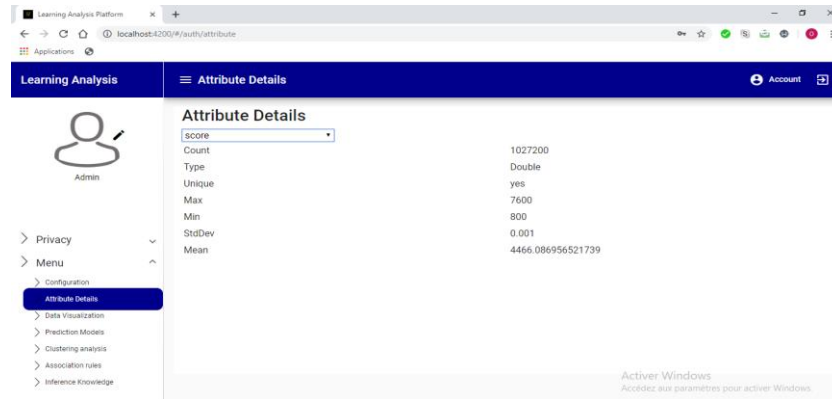 Learning Analysis Platform
localhost:4200/#/auth/attribute
Applications
Learning Analysis
Attribute Details
Account
Admin
Privacy
Menu
Configuration
Attribute Details
Data Visualization
Prediction Models
Clustering analysis
Association rules
Inference Knowledge
Attribute Details
score
Count 1027200
Type Double
Unique yes
Max 7600
Min 800
StdDev 0.001
Mean 4466.086956521739
Activer Windows
Accédez aux paramètres pour activer Windows.